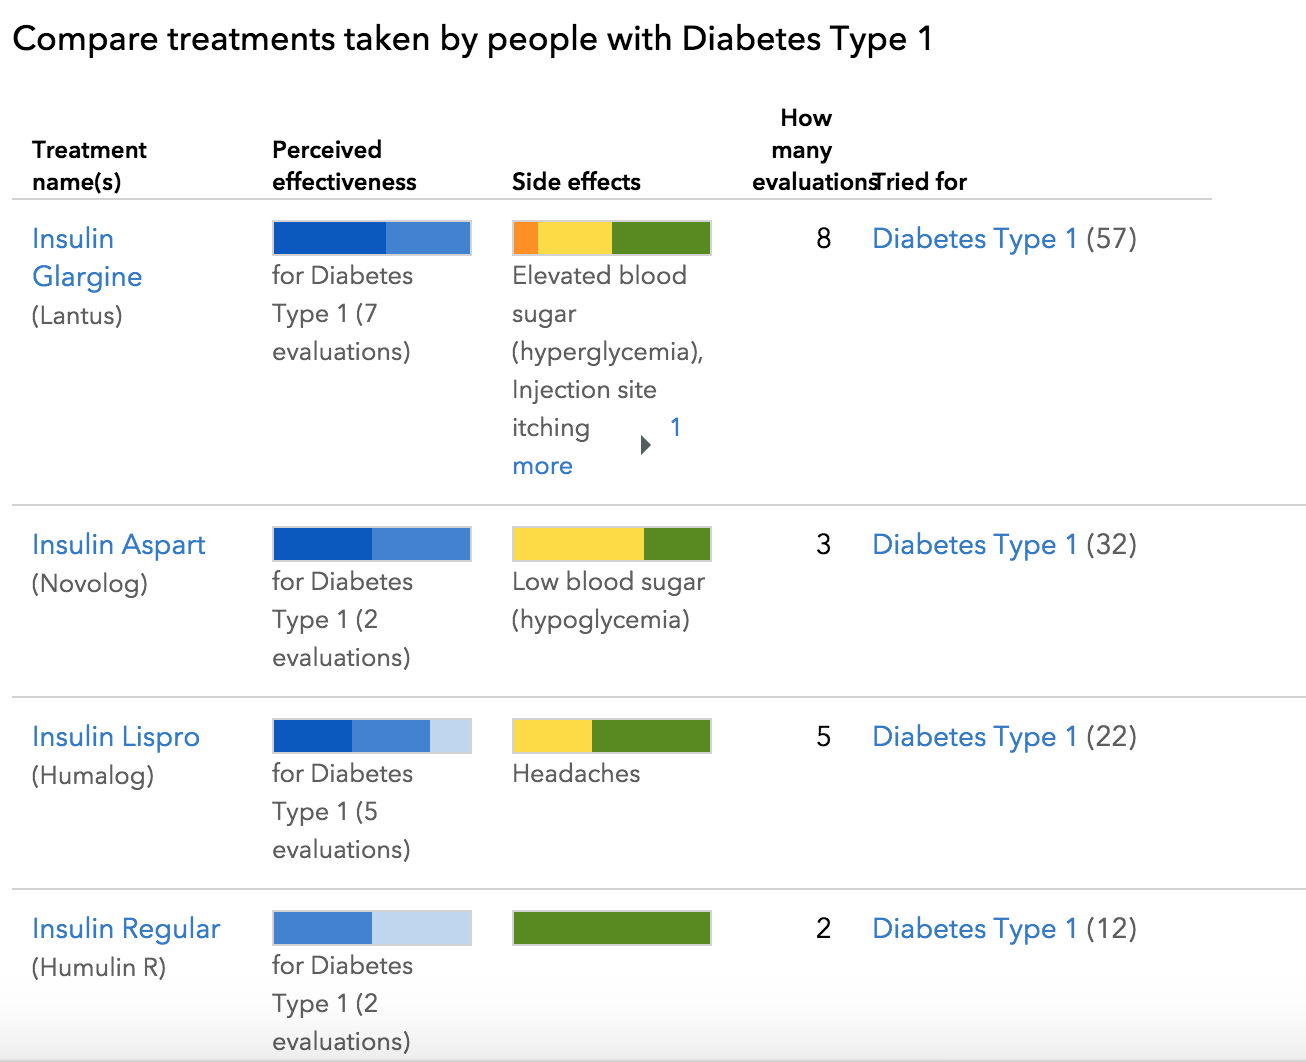 Compare treatments taken by people with Diabetes Type 1
Treatment
name(s)
Perceived
effectiveness
Side effects
How
many
evaluations
Tried for
Insulin
Glargine
(Lantus)
for Diabetes
Type 1 (7
evaluations)
Elevated blood
sugar
(hyperglycemia),
Injection site
itching 1
more
8
Diabetes Type 1 (57)
Insulin Aspart
(Novolog)
for Diabetes
Type 1 (2
evaluations)
Low blood sugar
(hypoglycemia)
3
Diabetes Type 1 (32)
Insulin Lispro
(Humalog)
for Diabetes
Type 1 (5
evaluations)
Headaches
5
Diabetes Type 1 (22)
Insulin Regular
(Humulin R)
for Diabetes
Type 1 (2
evaluations)
2
Diabetes Type 1 (12)